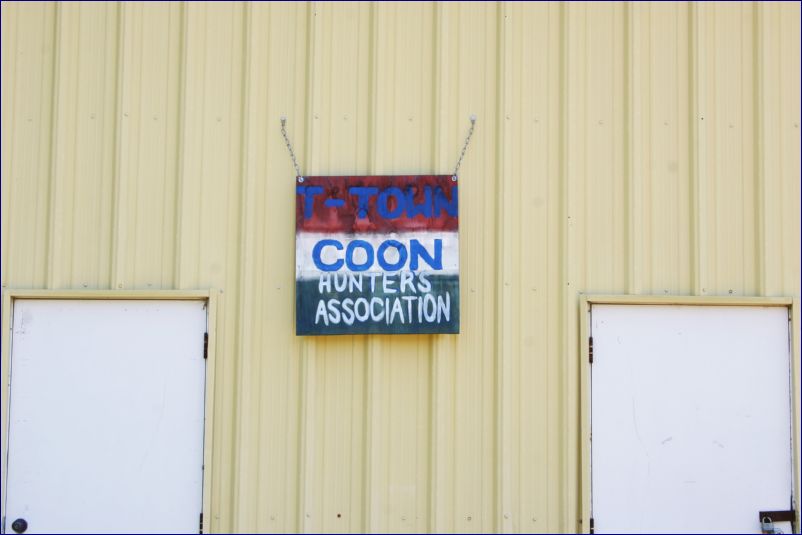 T-TOWN
COON
HUNTERS
ASSOCIATION